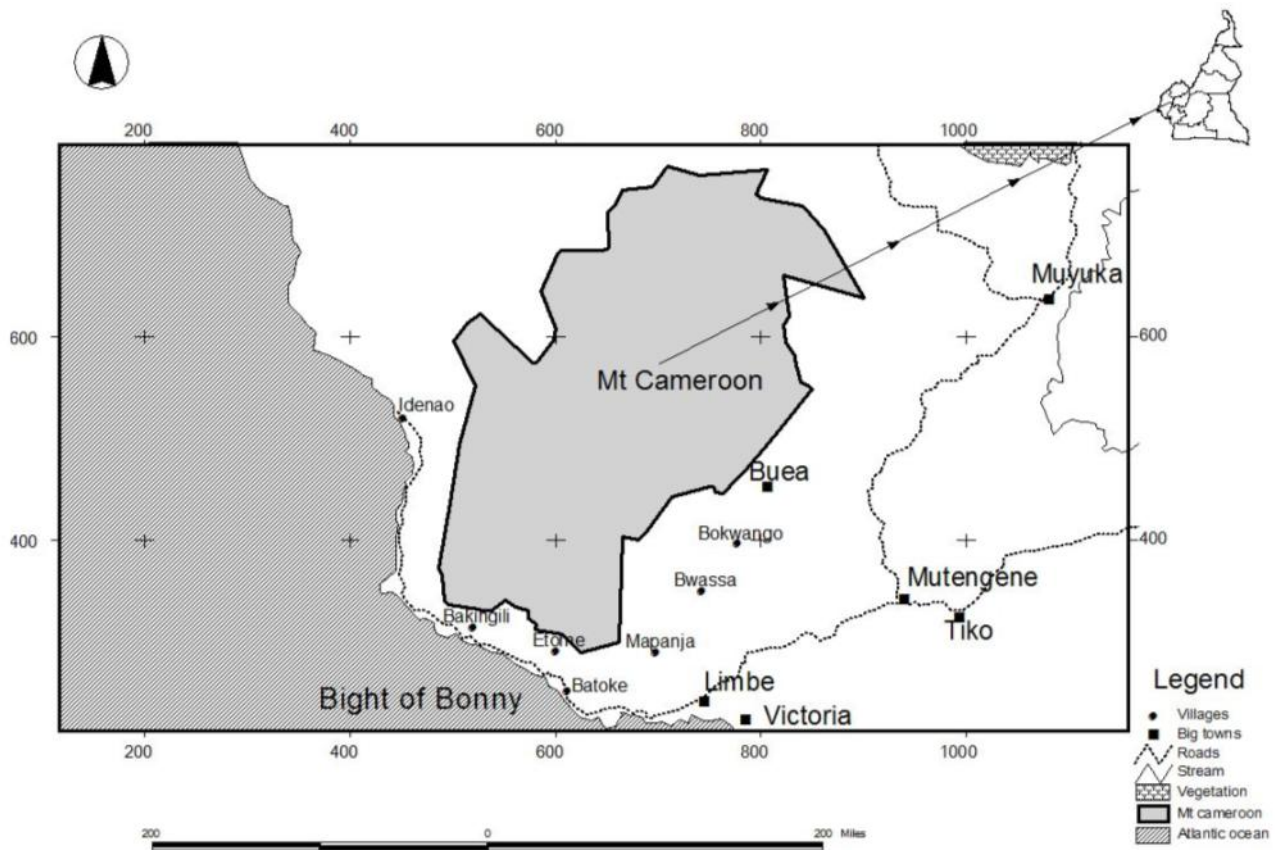 200 400 600 800 1000
Muyuka
600 600
Mt Cameroon
Idenao
Buea
Bokwango
400 400
Bwassa
Mutengene
Bakingili
Tiko
Etome Mapanja
Batoke
Limbe
Legend
Bight of Bonny
Victoria
Villages
Big towns
200 400 600 800 1000
Roads
Stream
Vegetation
Mt cameroon
Atlantic ocean
200 0 200 Miles